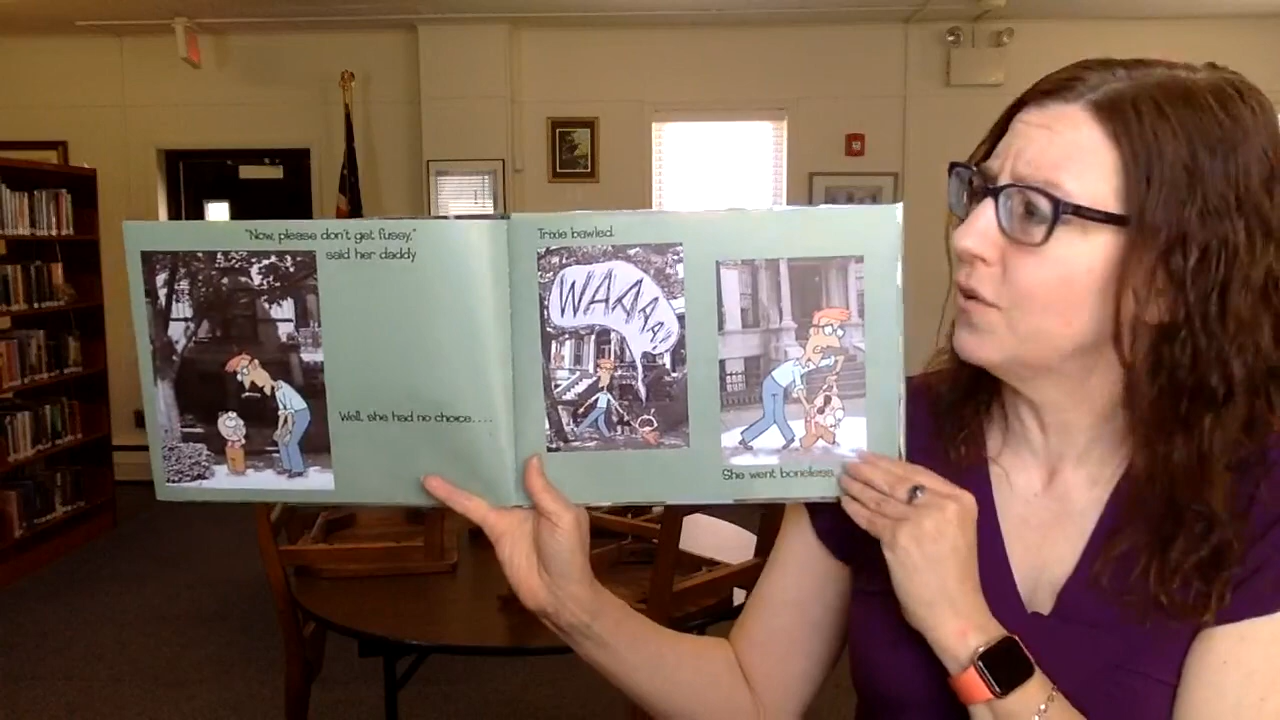 "Now, please don't get fussy,"
said her daddy
Well, she had no choice....
Trixie bawled.
WAAAA!
She went boneless.